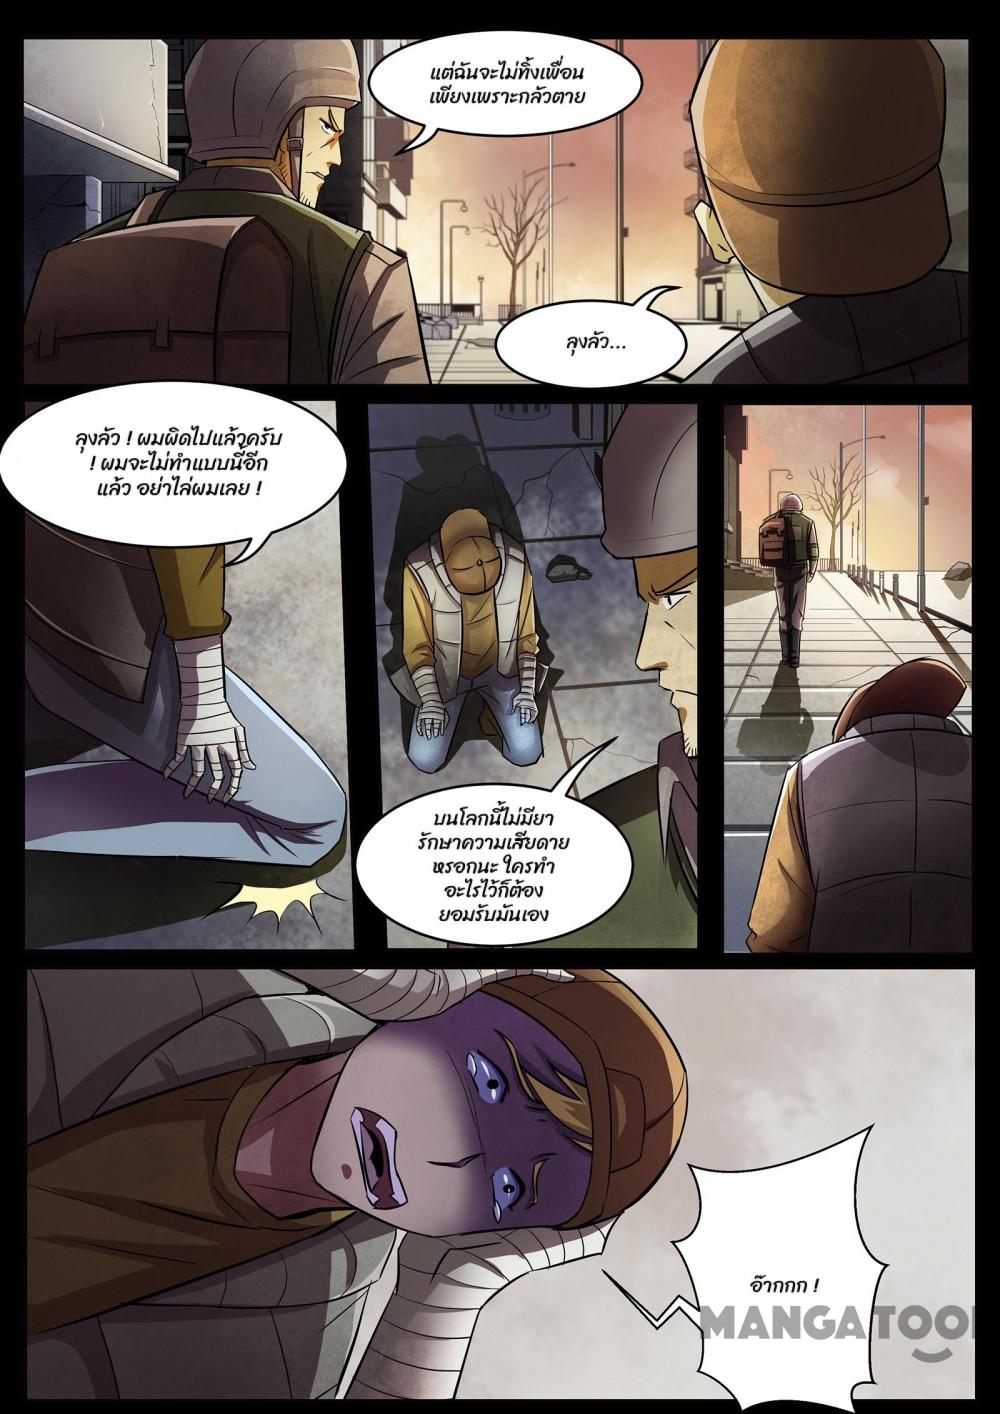 แต่ฉันจะไม่ทิ้งเพื่อน
เพียงเพราะกลัวตาย
ลุงลัว...
ลุงลัว ! ผมผิดไปแล้วครับ
! ผมจะไม่ทำแบบนี้อีก
แล้ว อย่าไล่ผมเลย !
บนโลกนี้ไม่มียา
รักษาความเสียดาย
หรอกนะ ใครทำ
อะไรไว้ก็ต้อง
ยอมรับมันเอง
อ๊ากกก !
MANGATOON